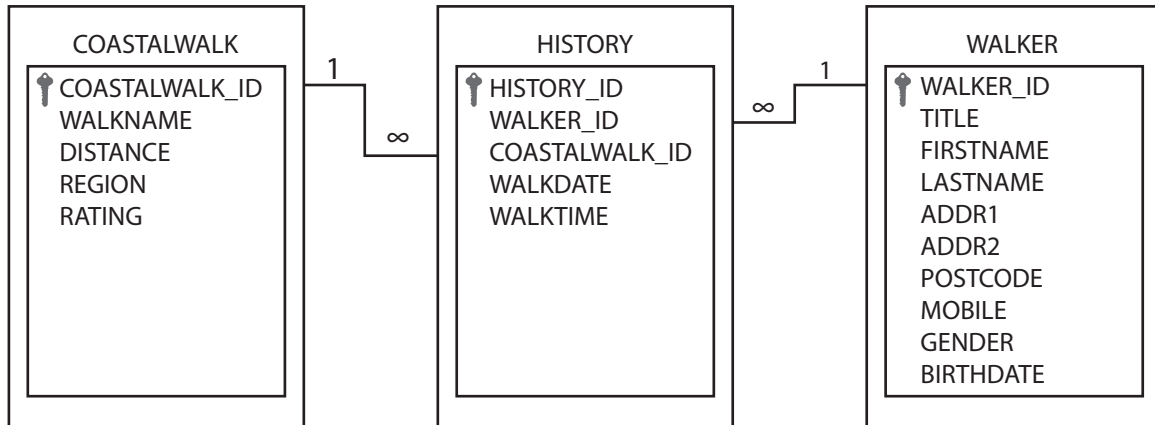 COASTALWALK
COASTALWALK_ID
WALKNAME
DISTANCE
REGION
RATING
1
∞
HISTORY
HISTORY_ID
WALKER_ID
COASTALWALK_ID
WALKDATE
WALKTIME
∞
1
WALKER
WALKER_ID
TITLE
FIRSTNAME
LASTNAME
ADDR1
ADDR2
POSTCODE
MOBILE
GENDER
BIRTHDATE